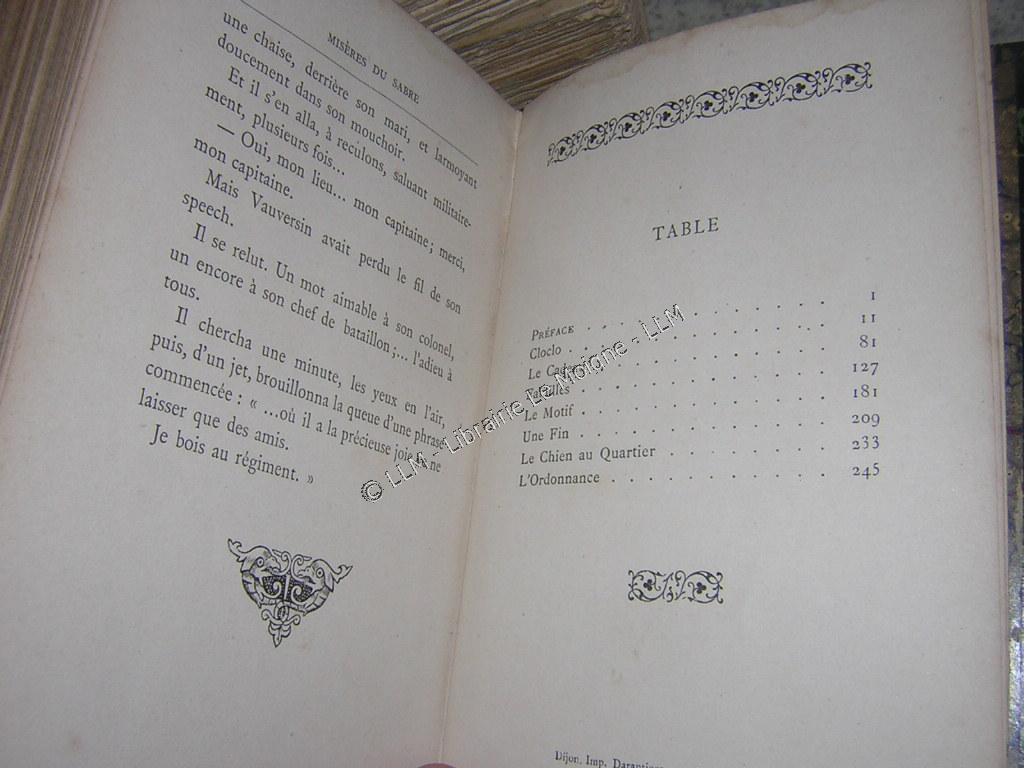 MISÈRES DU SABRE
une chaise, derrière son mari, et larmoyant
doucement dans son mouchoir.
Et il s'en alla, à reculons, saluant militaire-
ment, plusieurs fois...
— Oui, mon lieu... mon capitaine; merci,
mon capitaine.
Mais Vauversin avait perdu le fil de son
speech.
Il se relut. Un mot aimable à son colonel,
un encore à son chef de bataillon;... l'adieu à
tous.
Il chercha une minute, les yeux en l'air,
puis, d'un jet, brouillonna la queue d'une phrase
commencée: « ...où il a la précieuse joie de ne
laisser que des amis.
Je bois au régiment. »
TABLE
PRÉFACE . . . . . . . . . . 1
Cloclo . . . . . . . . . . 11
Le . . . . . . . . . . 81
. . . . . . . . . . 127
Le Motif . . . . . . . . . . 181
Une Fin . . . . . . . . . . 209
Le Chien au Quartier . . . . . . 233
L'Ordonnance . . . . . . . . . 245
Dijon. Imp.
© LLM - Librairie Le Moigne - LLM